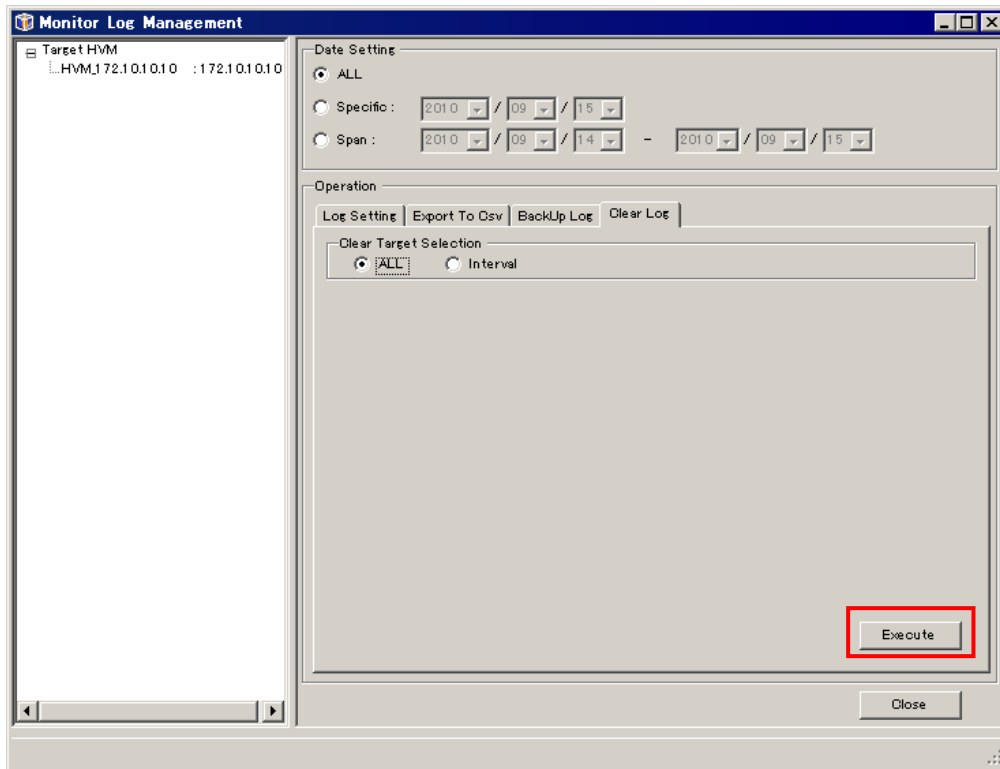 Monitor Log Management
Target HVM
HVM_172.10.10.10 : 172.10.10.10
Date Setting
ALL
Specific : 2010 / 09 / 15
Span : 2010 / 09 / 14 - 2010 / 09 / 15
Operation
Log Setting Export To Csv BackUp Log Clear Log
Clear Target Selection
ALL Interval
Execute
Close